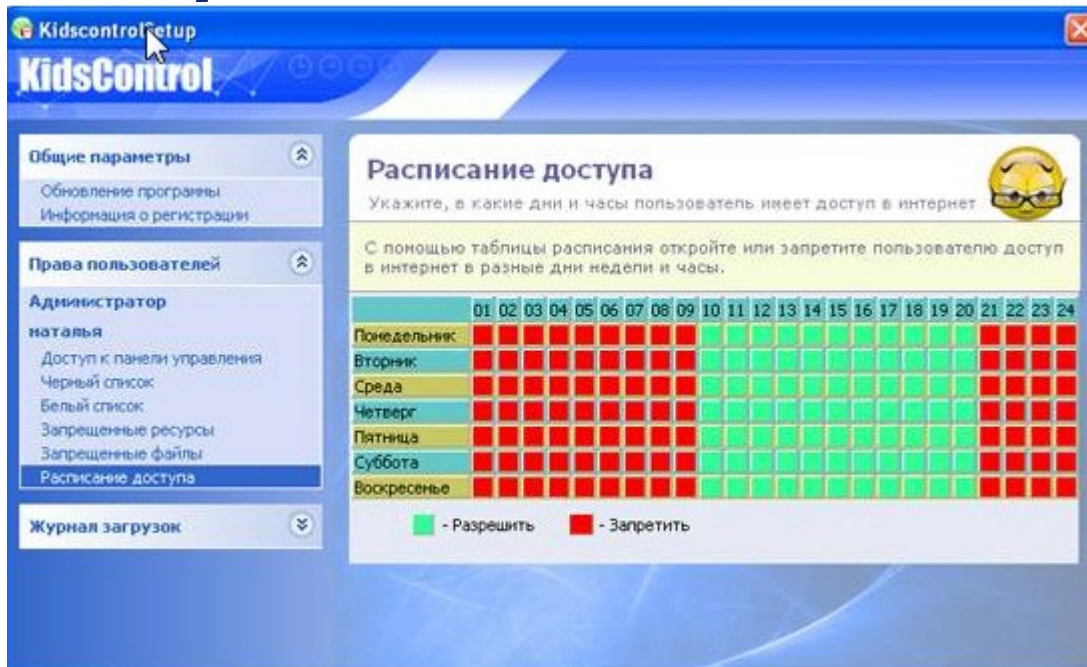 KidscontrolSetup
KidsControl
Общие параметры
Обновление программы
Информация о регистрации
Права пользователей
Администратор
наталья
Доступ к панели управления
Черный список
Белый список
Запрещенные ресурсы
Запрещенные файлы
Расписание доступа
Журнал загрузок
Расписание доступа
Укажите, в какие дни и часы пользователь имеет доступ в интернет
С помощью таблицы расписания откройте или запретите пользователю доступ
в интернет в разные дни недели и часы.
01 02 03 04 05 06 07 08 09 10 11 12 13 14 15 16 17 18 19 20 21 22 23 24
Понедельник
Вторник
Среда
Четверг
Пятница
Суббота
Воскресенье
- Разрешить - Запретить